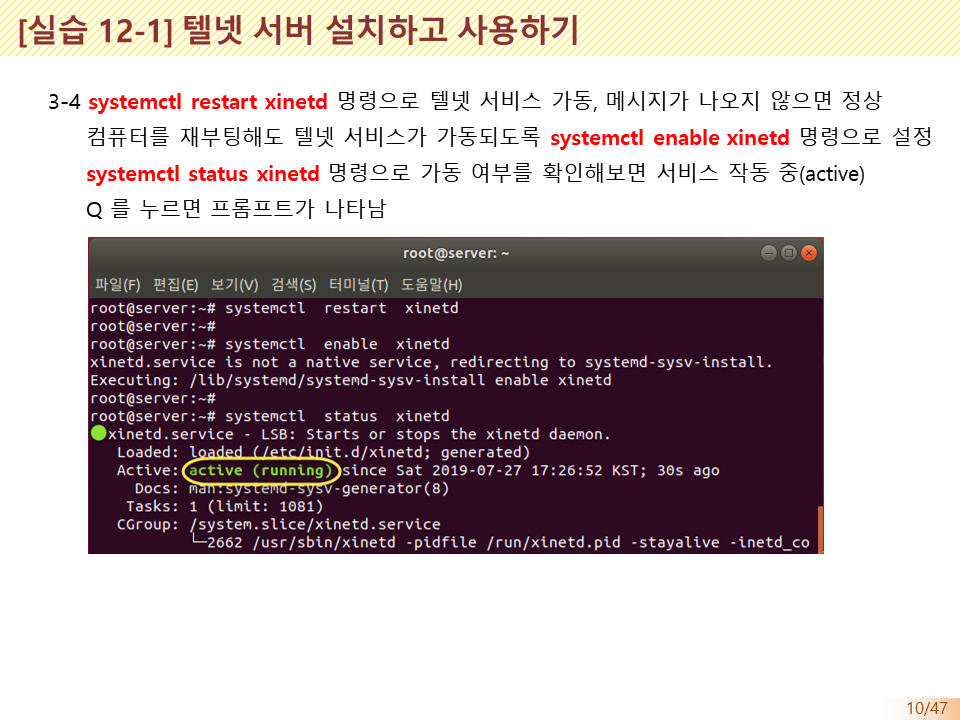 [실습 12-1] 텔넷 서버 설치하고 사용하기
3-4 systemctl restart xinetd 명령으로 텔넷 서비스 가동, 메시지가 나오지 않으면 정상
컴퓨터를 재부팅해도 텔넷 서비스가 가동되도록 systemctl enable xinetd 명령으로 설정
systemctl status xinetd 명령으로 가동 여부를 확인해보면 서비스 작동 중(active)
Q 를 누르면 프롬프트가 나타남
root@server: ~
파일(F) 편집(E) 보기(V) 검색(S) 터미널(T) 도움말(H)
root@server:~# systemctl  restart  xinetd
root@server:~#
root@server:~# systemctl  enable  xinetd
xinetd.service is not a native service, redirecting to systemd-sysv-install.
Executing: /lib/systemd/systemd-sysv-install enable xinetd
root@server:~#
root@server:~# systemctl  status  xinetd
xinetd.service - LSB: Starts or stops the xinetd daemon.
Loaded: loaded (/etc/init.d/xinetd; generated)
Active: active (running) since Sat 2019-07-27 17:26:52 KST; 30s ago
Docs: man:systemd-sysv-generator(8)
Tasks: 1 (limit: 1081)
CGroup: /system.slice/xinetd.service
└─2662 /usr/sbin/xinetd -pidfile /run/xinetd.pid -stayalive -inetd_co
10/47